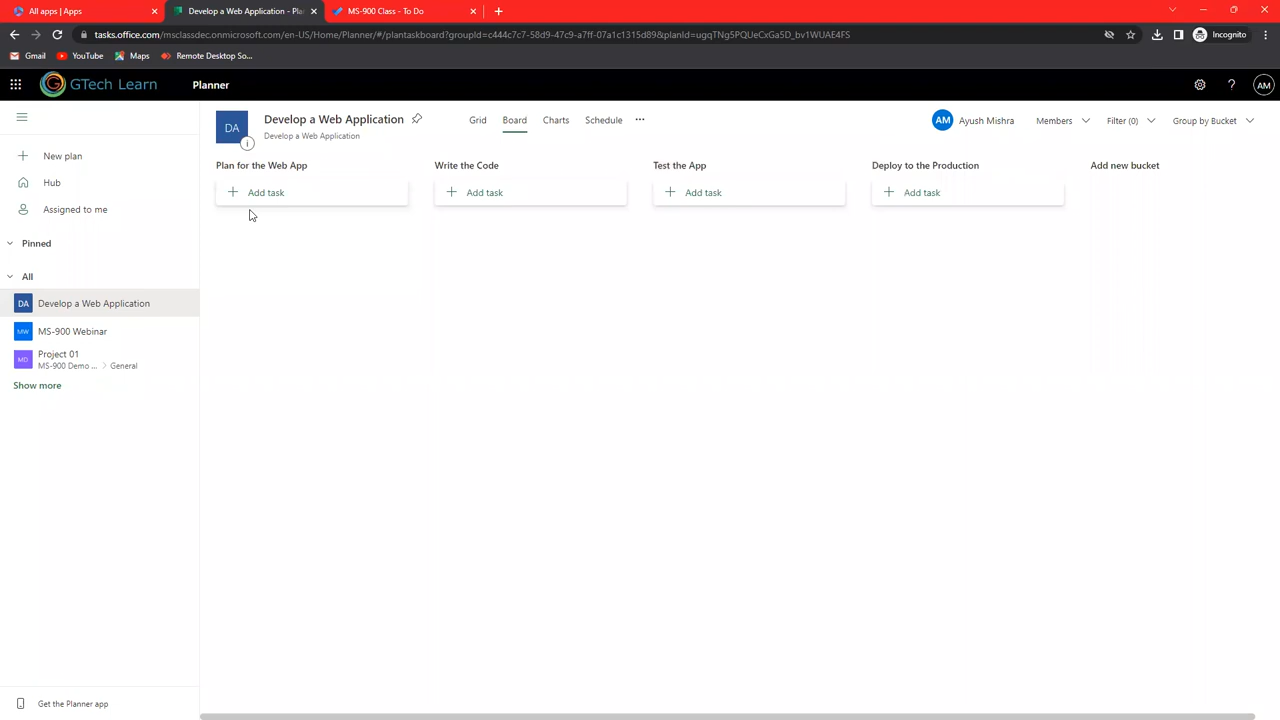 All apps | Apps
Develop a Web Application - Pla
MS-900 Class - To Do
tasks.office.com/msclassdec.onmicrosoft.com/en-US/Home/Planner/#/plantaskboard?groupId=c444c7c7-58d9-47c9-a7ff-07a1c1315d89&planId=ugqTNg5PQUeCxGa5D_bv1WUAE4FS
Incognito
Gmail
YouTube
Maps
Remote Desktop So...
GTech Learn
Planner
AM
DA
Develop a Web Application
Develop a Web Application
Grid
Board
Charts
Schedule
AM
Ayush Mishra
Members
Filter (0)
Group by Bucket
New plan
Hub
Assigned to me
Pinned
All
DA
Develop a Web Application
MW
MS-900 Webinar
MD
Project 01
MS-900 Demo ... > General
Show more
Get the Planner app
Plan for the Web App
Add task
Write the Code
Add task
Test the App
Add task
Deploy to the Production
Add task
Add new bucket